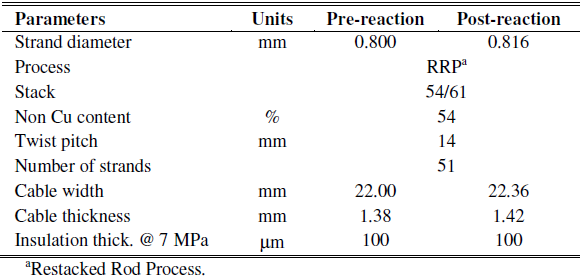 Parameters Units Pre-reaction Post-reaction
Strand diameter mm 0.800 0.816
Process RRPa
Stack 54/61
Non Cu content % 54
Twist pitch mm 14
Number of strands 51
Cable width mm 22.00 22.36
Cable thickness mm 1.38 1.42
Insulation thick. @ 7 MPa μm 100 100
aRestacked Rod Process.